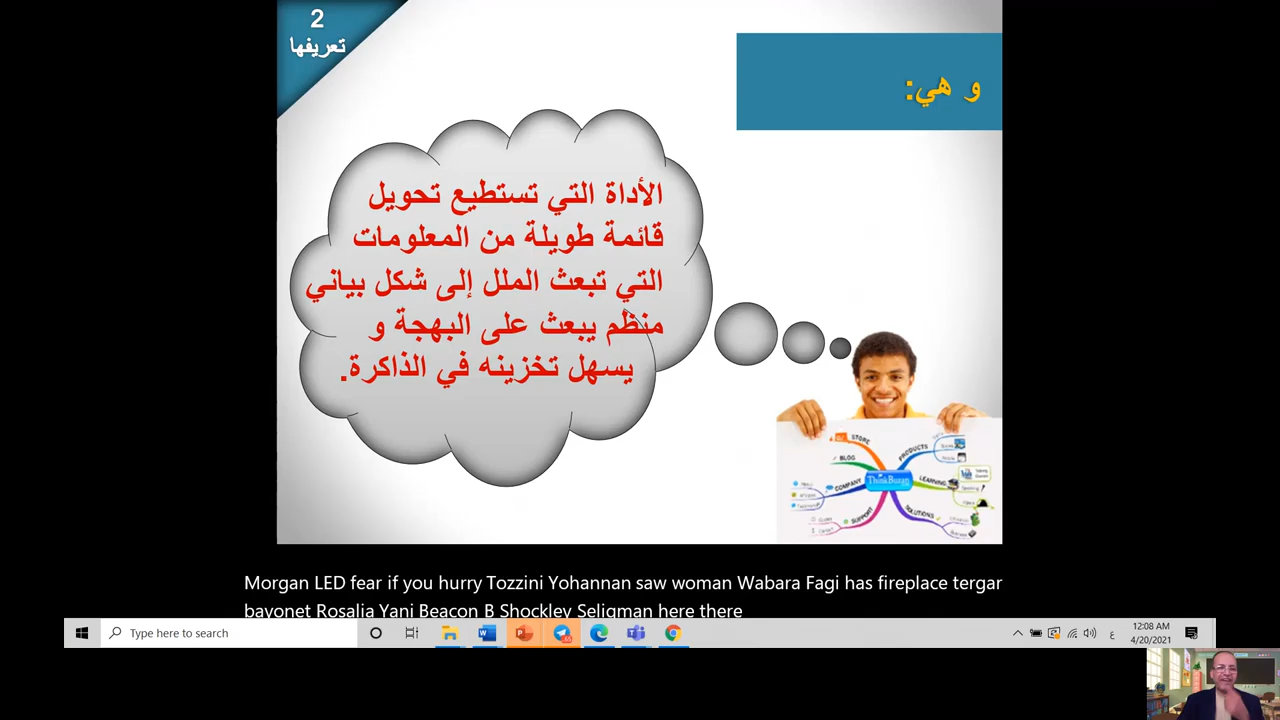 2
تعريفها
و هي:
الأداة التي تستطيع تحويل
قائمة طويلة من المعلومات
التي تبعث الملل إلى شكل بياني
منظم يبعث على البهجة و
يسهل تخزينه في الذاكرة.
STORE
BLOG
COMPANY
SUPPORT
ThinkBuzan
PRODUCTS
LEARNING
SOLUTIONS
Morgan LED fear if you hurry Tozzini Yohannan saw woman Wabara Fagi has fireplace tergar
bayonet Rosalia Yani Beacon B Shockley Seligman here there
Type here to search
ع
12:08 AM
4/20/2021